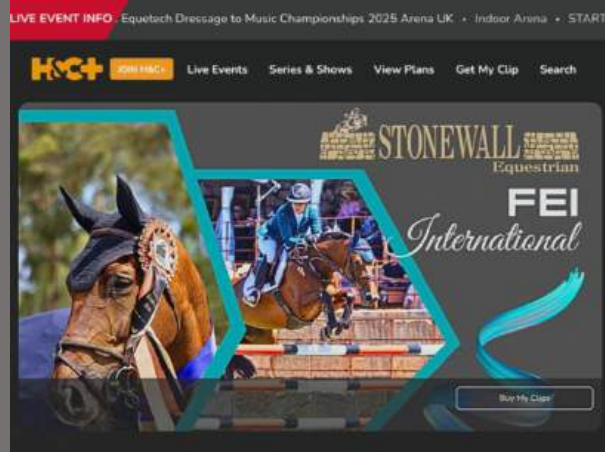 LIVE EVENT INFO . Equetech Dressage to Music Championships 2025 Arena UK • Indoor Arena • START
H&C+ JOIN H&C+ Live Events Series & Shows View Plans Get My Clip Search
STONEWALL
Equestrian
FEI
International
Buy My Clips